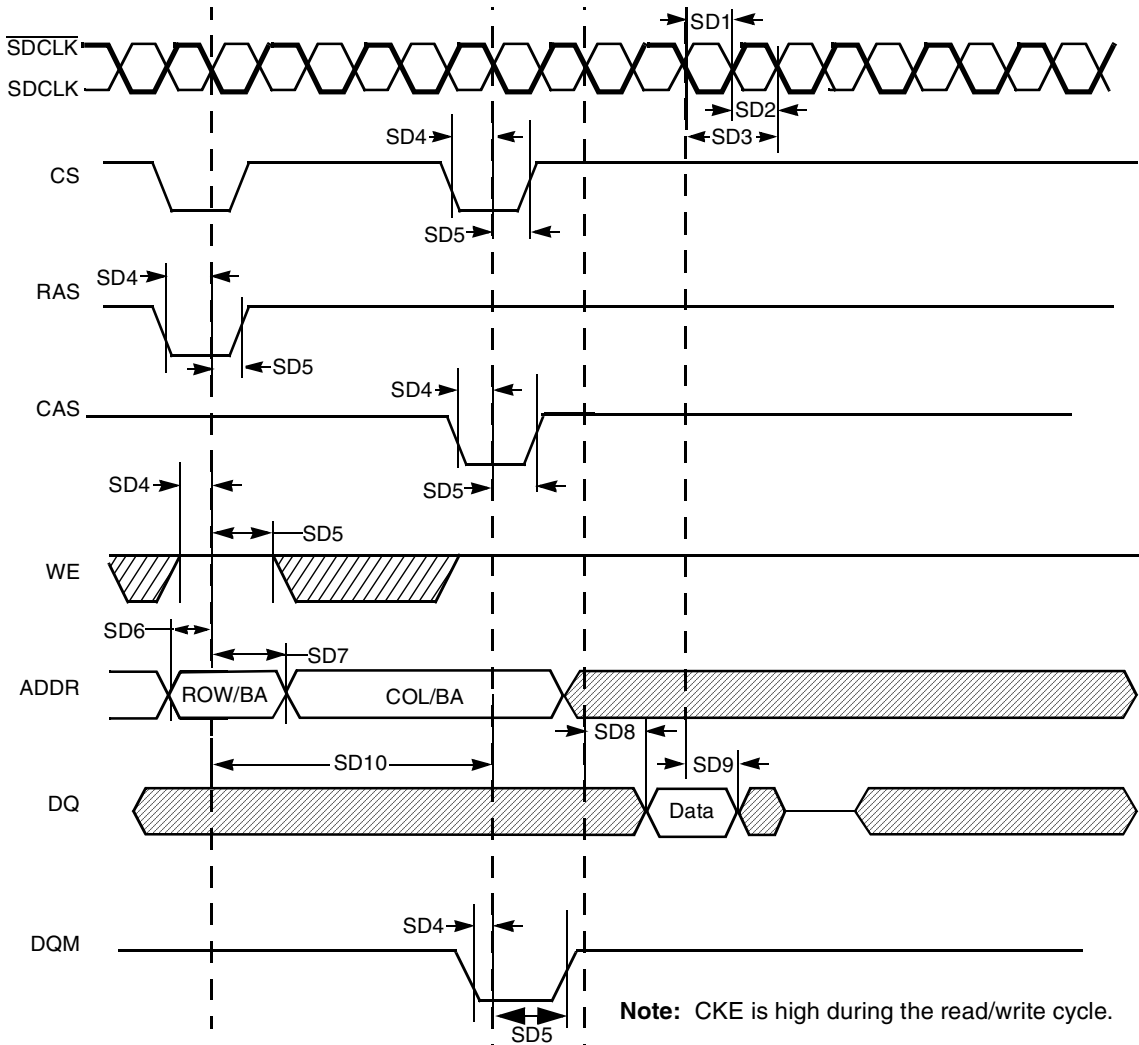 SD1
SDCLK
SDCLK
SD2
SD4
SD3
CS
SD5
SD4
RAS
SD5
SD4
CAS
SD4
SD5
SD5
WE
SD6
SD7
ADDR
ROW/BA
COL/BA
SD8
SD10
SD9
DQ
Data
SD4
DQM
Note: CKE is high during the read/write cycle.
SD5